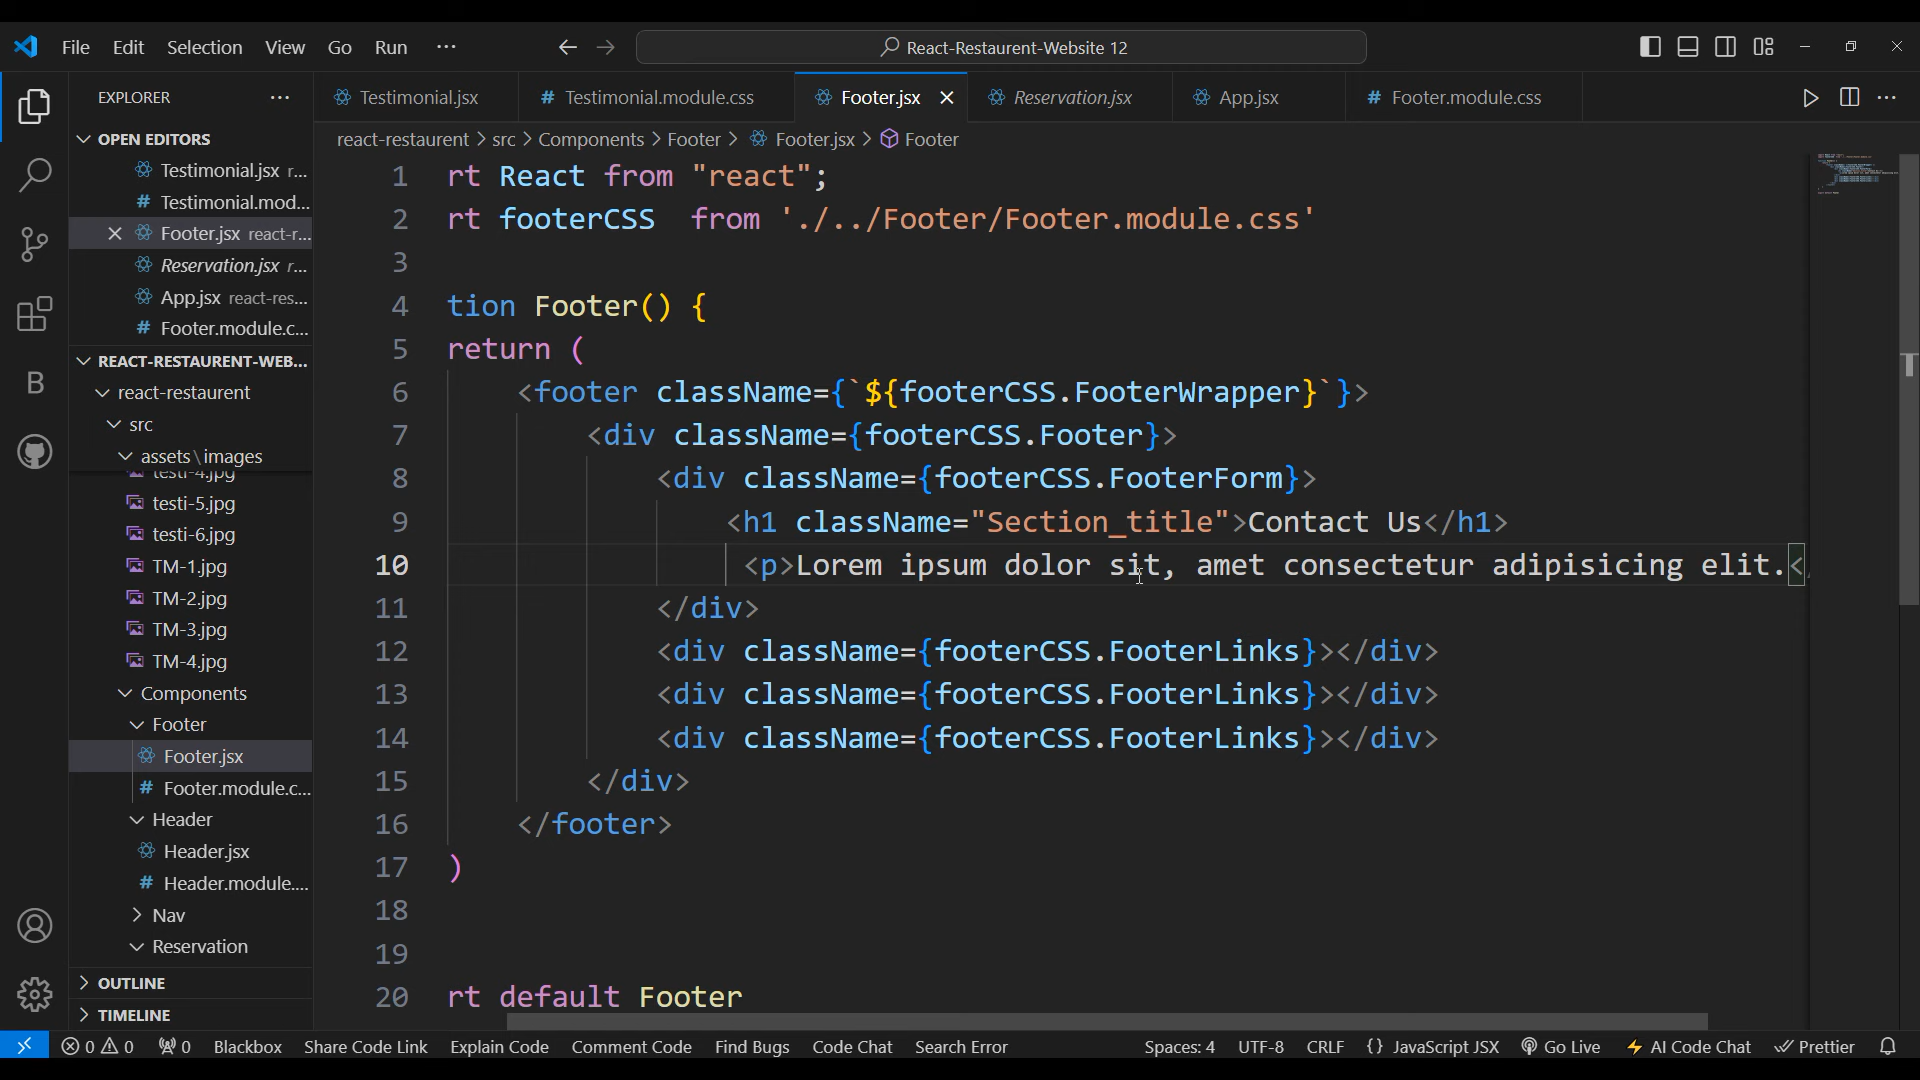 File Edit Selection View Go Run ··· React-Restaurent-Website 12
EXPLORER ···
OPEN EDITORS
Testimonial.jsx r...
# Testimonial.mod...
Footer.jsx react-r...
Reservation.jsx r...
App.jsx react-res...
# Footer.module.c...
REACT-RESTAURENT-WEB...
react-restaurent
src
assets\images
testi-4.jpg
testi-5.jpg
testi-6.jpg
TM-1.jpg
TM-2.jpg
TM-3.jpg
TM-4.jpg
Components
Footer
Footer.jsx
# Footer.module.c...
Header
Header.jsx
# Header.module....
Nav
Reservation
OUTLINE
TIMELINE
B
Testimonial.jsx # Testimonial.module.css Footer.jsx Reservation.jsx App.jsx # Footer.module.css ···
react-restaurent > src > Components > Footer > Footer.jsx > Footer
1 rt React from "react";
2 rt footerCSS from './../Footer/Footer.module.css'
3
4 tion Footer() {
5 return (
6 <footer className={`${footerCSS.FooterWrapper}`}>
7 <div className={footerCSS.Footer}>
8 <div className={footerCSS.FooterForm}>
9 <h1 className="Section_title">Contact Us</h1>
10 <p>Lorem ipsum dolor sit, amet consectetur adipisicing elit.</
11 </div>
12 <div className={footerCSS.FooterLinks}></div>
13 <div className={footerCSS.FooterLinks}></div>
14 <div className={footerCSS.FooterLinks}></div>
15 </div>
16 </footer>
17 )
18
19
20 rt default Footer
0 0 0 Blackbox Share Code Link Explain Code Comment Code Find Bugs Code Chat Search Error Spaces: 4 UTF-8 CRLF {} JavaScript JSX Go Live AI Code Chat Prettier